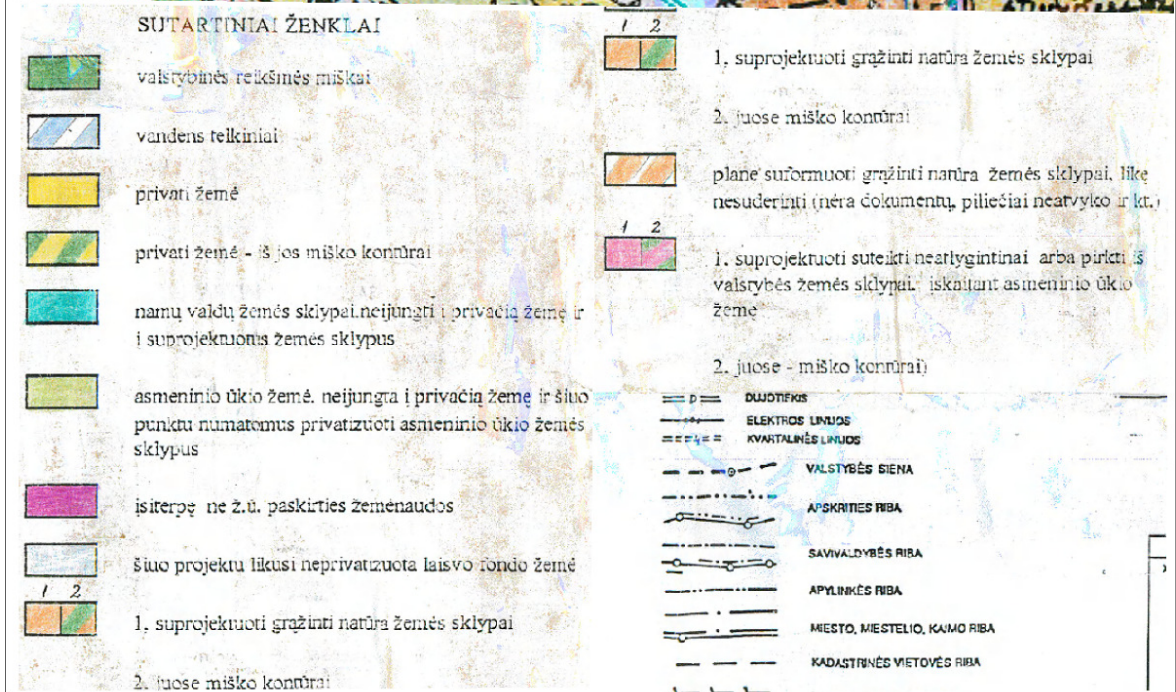 SUTARTINIAI ŽENKLAI
valstybinės reikšmės miškai
vandens telkiniai
privati žemė
privati žemė - iš jos miško kontūrai
namų valdų žemės sklypai.neįjungti į privačią žemę ir
į suprojektuotus žemės sklypus
asmeninio ūkio žemė. neįjungta į privačią žemę ir šiuo
punktu numatomus privatizuoti asmeninio ūkio žemės
sklypus
įsiterpę ne ž.ū. paskirties žemėnaudos
šiuo projektu likusi neprivatizuota laisvo fondo žemė
1 2
1. suprojektuoti grąžinti natūra žemės sklypai
2. juose miško kontūrai
1 2
1. suprojektuoti grąžinti natūra žemės sklypai
2. juose miško kontūrai
plane suformuoti grąžinti natūra žemės sklypai, likę
nesuderinti (nėra dokumentų, piliečiai neatvyko ir kt.)
1 2
1. suprojektuoti suteikti neatlygintinai arba pirkti iš
valstybės žemės sklypai. įskaitant asmeninio ūkio
žemę
2. juose - miško kontūrai)
D DUJOTIEKIS
ELEKTROS LINIJOS
KVARTALINĖS LINIJOS
VALSTYBĖS SIENA
APSKRITIES RIBA
SAVIVALDYBĖS RIBA
APYLINKĖS RIBA
MIESTO, MIESTELIO, KAIMO RIBA
KADASTRINĖS VIETOVĖS RIBA